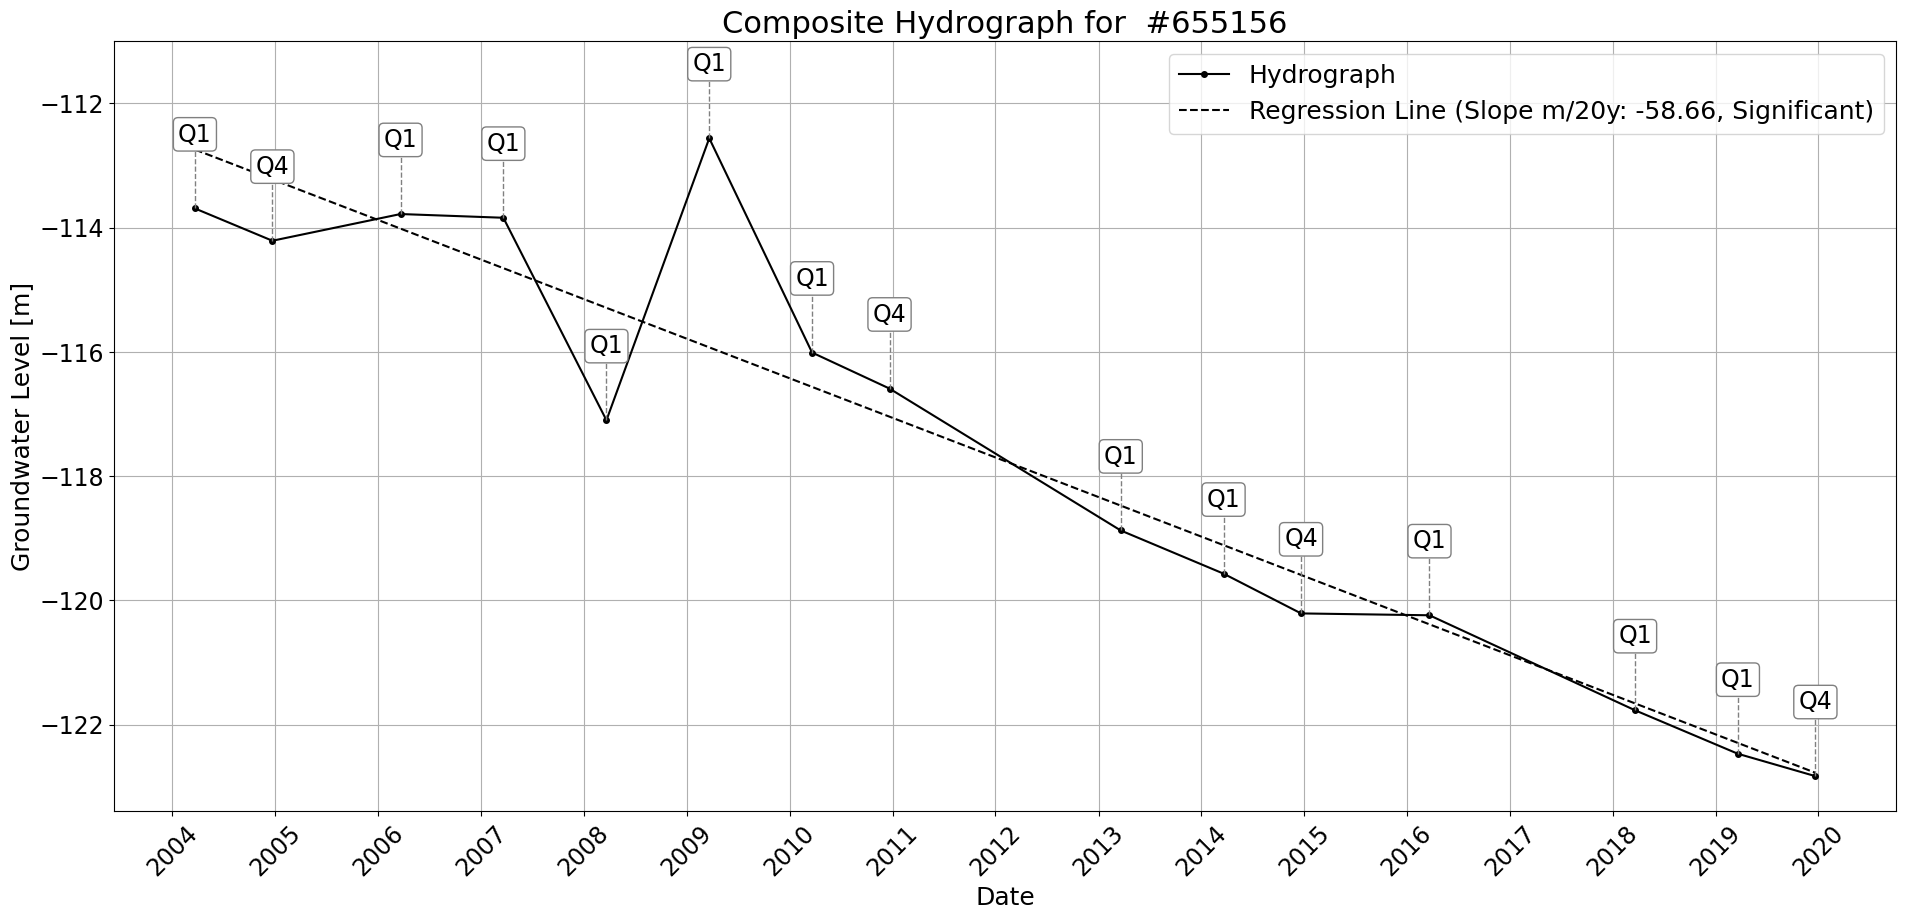 Composite Hydrograph for  #655156
Hydrograph
Regression Line (Slope m/20y: -58.66, Significant)
Groundwater Level [m]
−112
−114
−116
−118
−120
−122
Q1
Q4
Q1
Q1
Q1
Q1
Q1
Q4
Q1
Q1
Q4
Q1
Q1
Q1
Q4
2004
2005
2006
2007
2008
2009
2010
2011
2012
2013
2014
2015
2016
2017
2018
2019
2020
Date